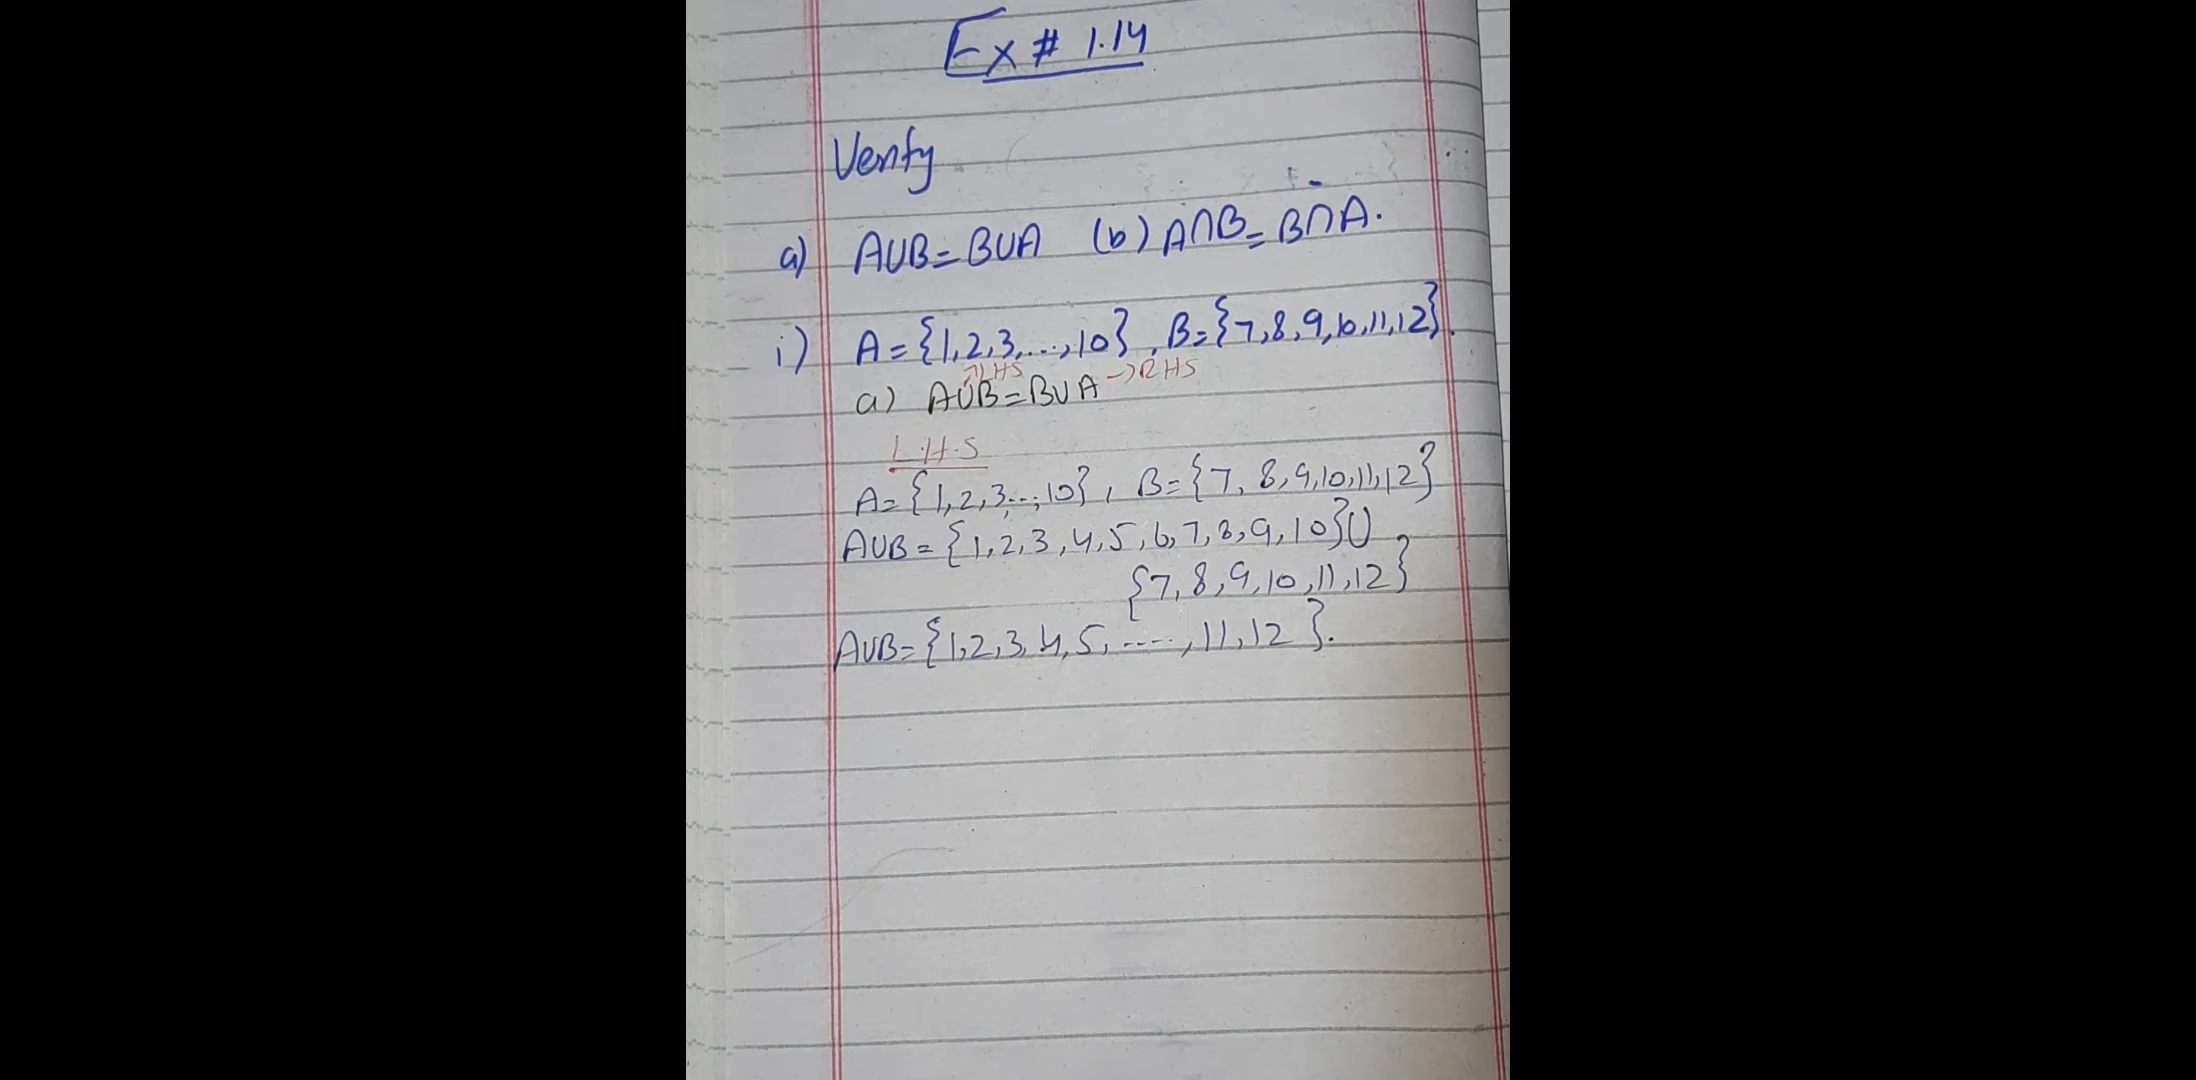 Ex # 1.14
Verify
a) A∪B=B∪A (b) A∩B=B∩A.
i) A={1,2,3,...,10}, B={7,8,9,10,11,12}.
→LHS →RHS
a) A∪B=B∪A
L.H.S
A={1,2,3...,10}, B={7,8,9,10,11,12}
A∪B={1,2,3,4,5,6,7,8,9,10}∪
{7,8,9,10,11,12}
A∪B={1,2,3,4,5,....,11,12}.